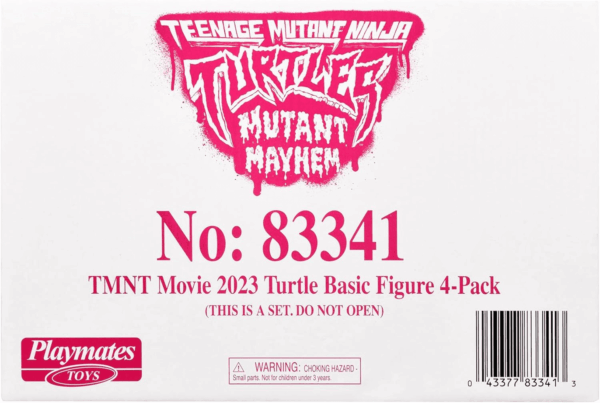 TEENAGE MUTANT NINJA
TURTLES
MUTANT
MAYHEM
No: 83341
TMNT Movie 2023 Turtle Basic Figure 4-Pack
(THIS IS A SET. DO NOT OPEN)
Playmates
TOYS
WARNING: CHOKING HAZARD -
Small parts. Not for children under 3 years.
0 43377 83341 3